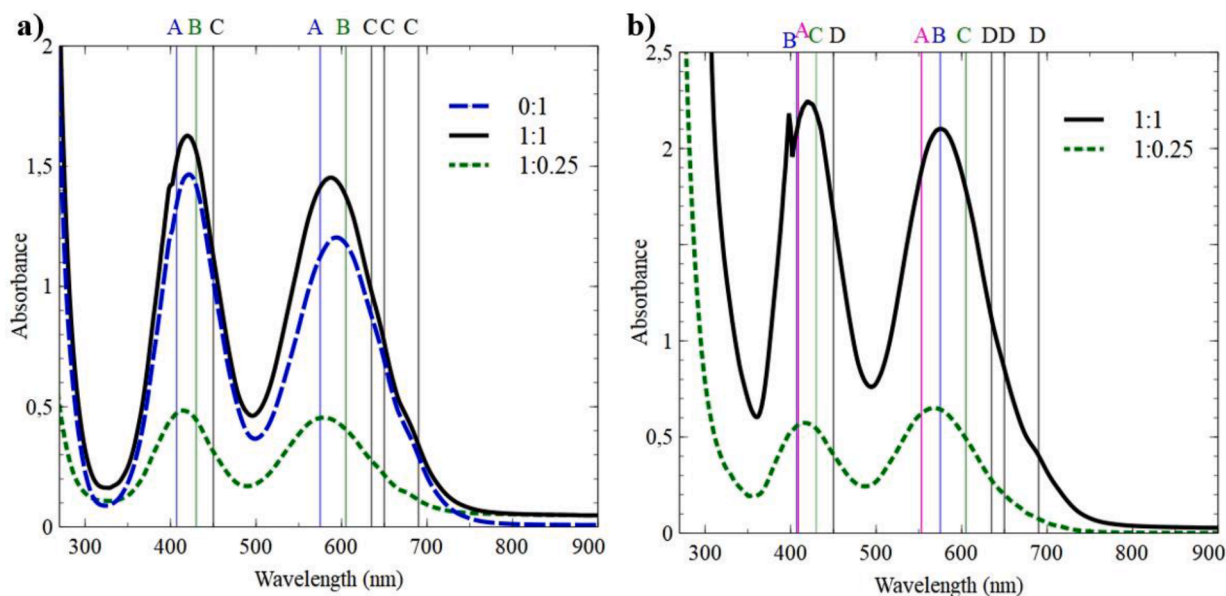 a)
A B C A B C C C
2
1.5
1
0,5
0
Absorbance
0:1
1:1
1:0.25
300 400 500 600 700 800 900
Wavelength (nm)
b)
B A C D A B C D D D
2,5
2
1
0,5
0
Absorbance
1:1
1:0.25
300 400 500 600 700 800 900
Wavelength (nm)